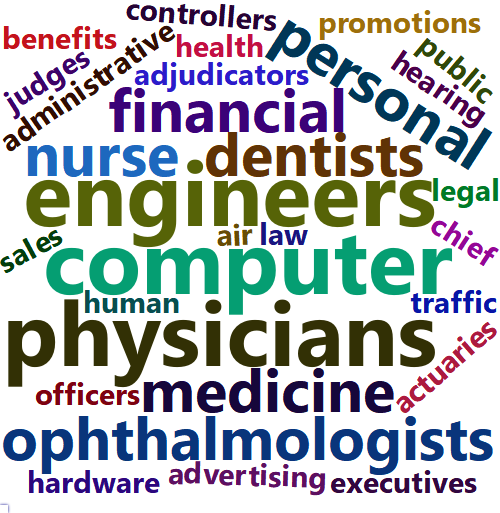 controllers
promotions
benefits
administrative
health
personal
public
judges
adjudicators
hearing
financial
nurse dentists
engineers
legal
sales
air law
chief
computer
human
traffic
physicians
actuaries
officers medicine
ophthalmologists
hardware advertising executives